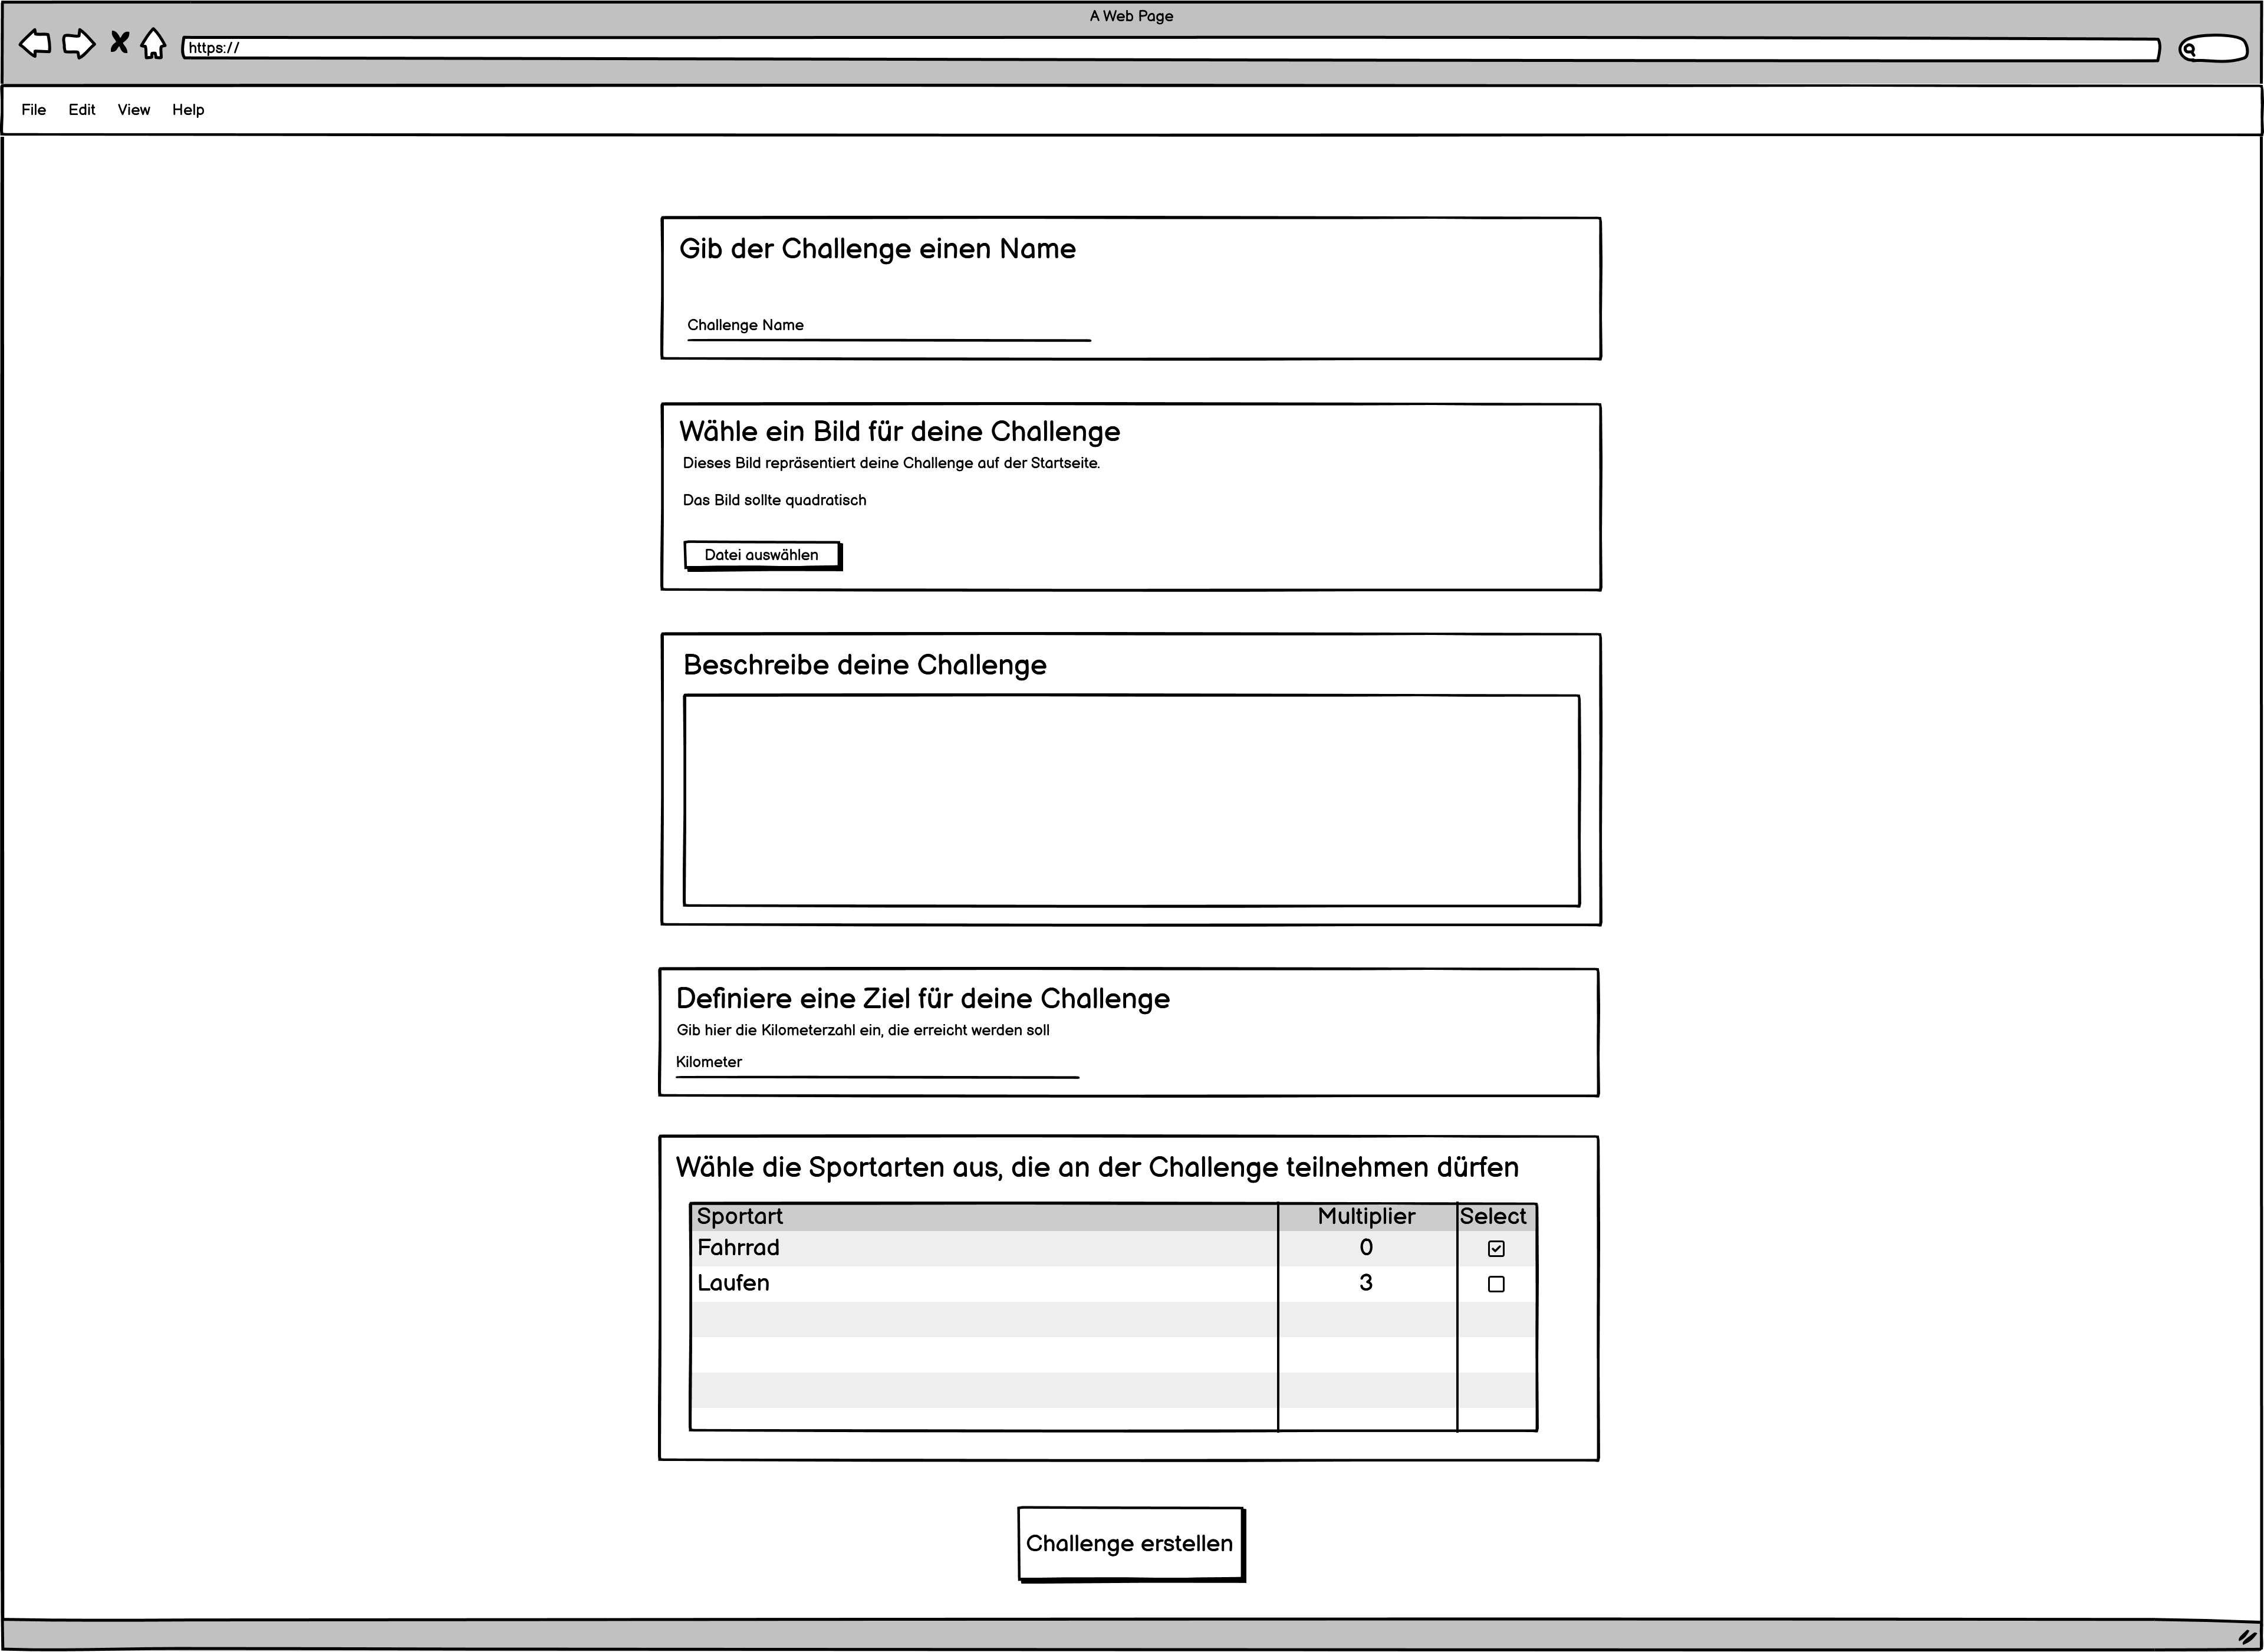 A Web Page
https://
File Edit View Help
Gib der Challenge einen Name
Challenge Name
Wähle ein Bild für deine Challenge
Dieses Bild repräsentiert deine Challenge auf der Startseite.
Das Bild sollte quadratisch
Datei auswählen
Beschreibe deine Challenge
Definiere eine Ziel für deine Challenge
Gib hier die Kilometerzahl ein, die erreicht werden soll
Kilometer
Wähle die Sportarten aus, die an der Challenge teilnehmen dürfen
Sportart Multiplier Select
Fahrrad 0
Laufen 3
Challenge erstellen